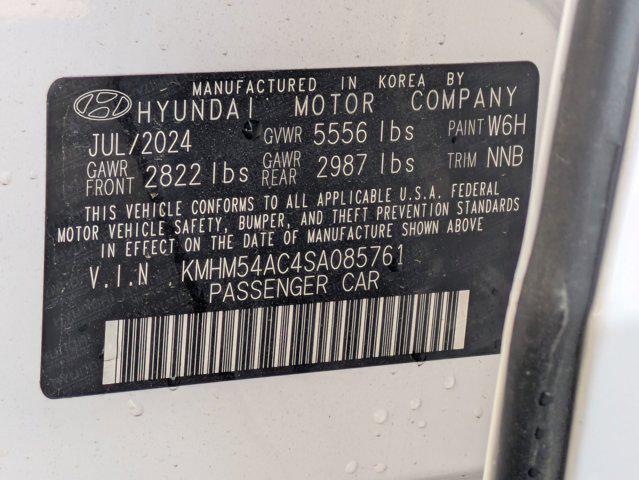 MANUFACTURED IN KOREA BY
HYUNDAI MOTOR COMPANY
JUL/2024 GVWR 5556 lbs PAINT W6H
GAWR FRONT 2822 lbs GAWR REAR 2987 lbs TRIM NNB
THIS VEHICLE CONFORMS TO ALL APPLICABLE U.S.A. FEDERAL
MOTOR VEHICLE SAFETY, BUMPER, AND THEFT PREVENTION STANDARDS
IN EFFECT ON THE DATE OF MANUFACTURE SHOWN ABOVE
V.I.N. KMHM54AC4SA085761
PASSENGER CAR